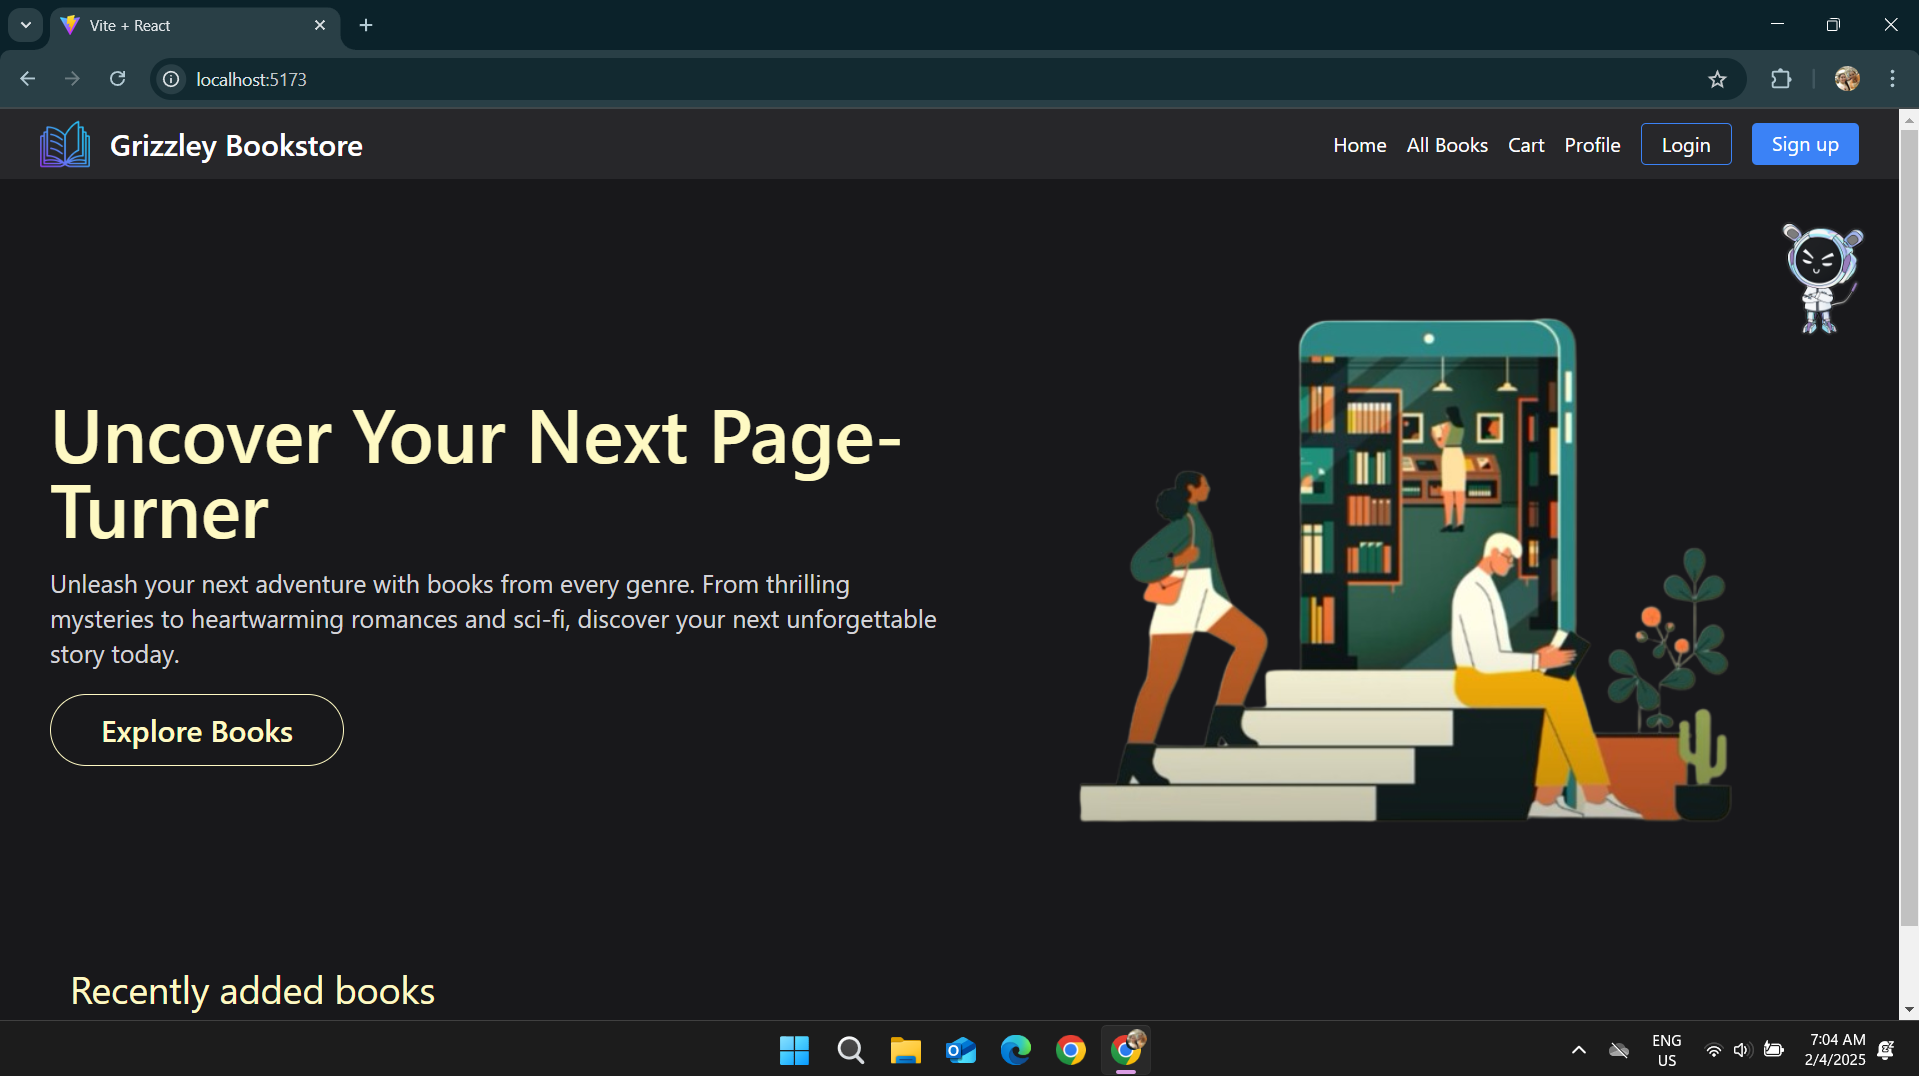 Vite + React
localhost:5173
Grizzley Bookstore
Home
All Books
Cart
Profile
Login
Sign up
Uncover Your Next Page-
Turner
Unleash your next adventure with books from every genre. From thrilling
mysteries to heartwarming romances and sci-fi, discover your next unforgettable
story today.
Explore Books
Recently added books
ENG
US
7:04 AM
2/4/2025